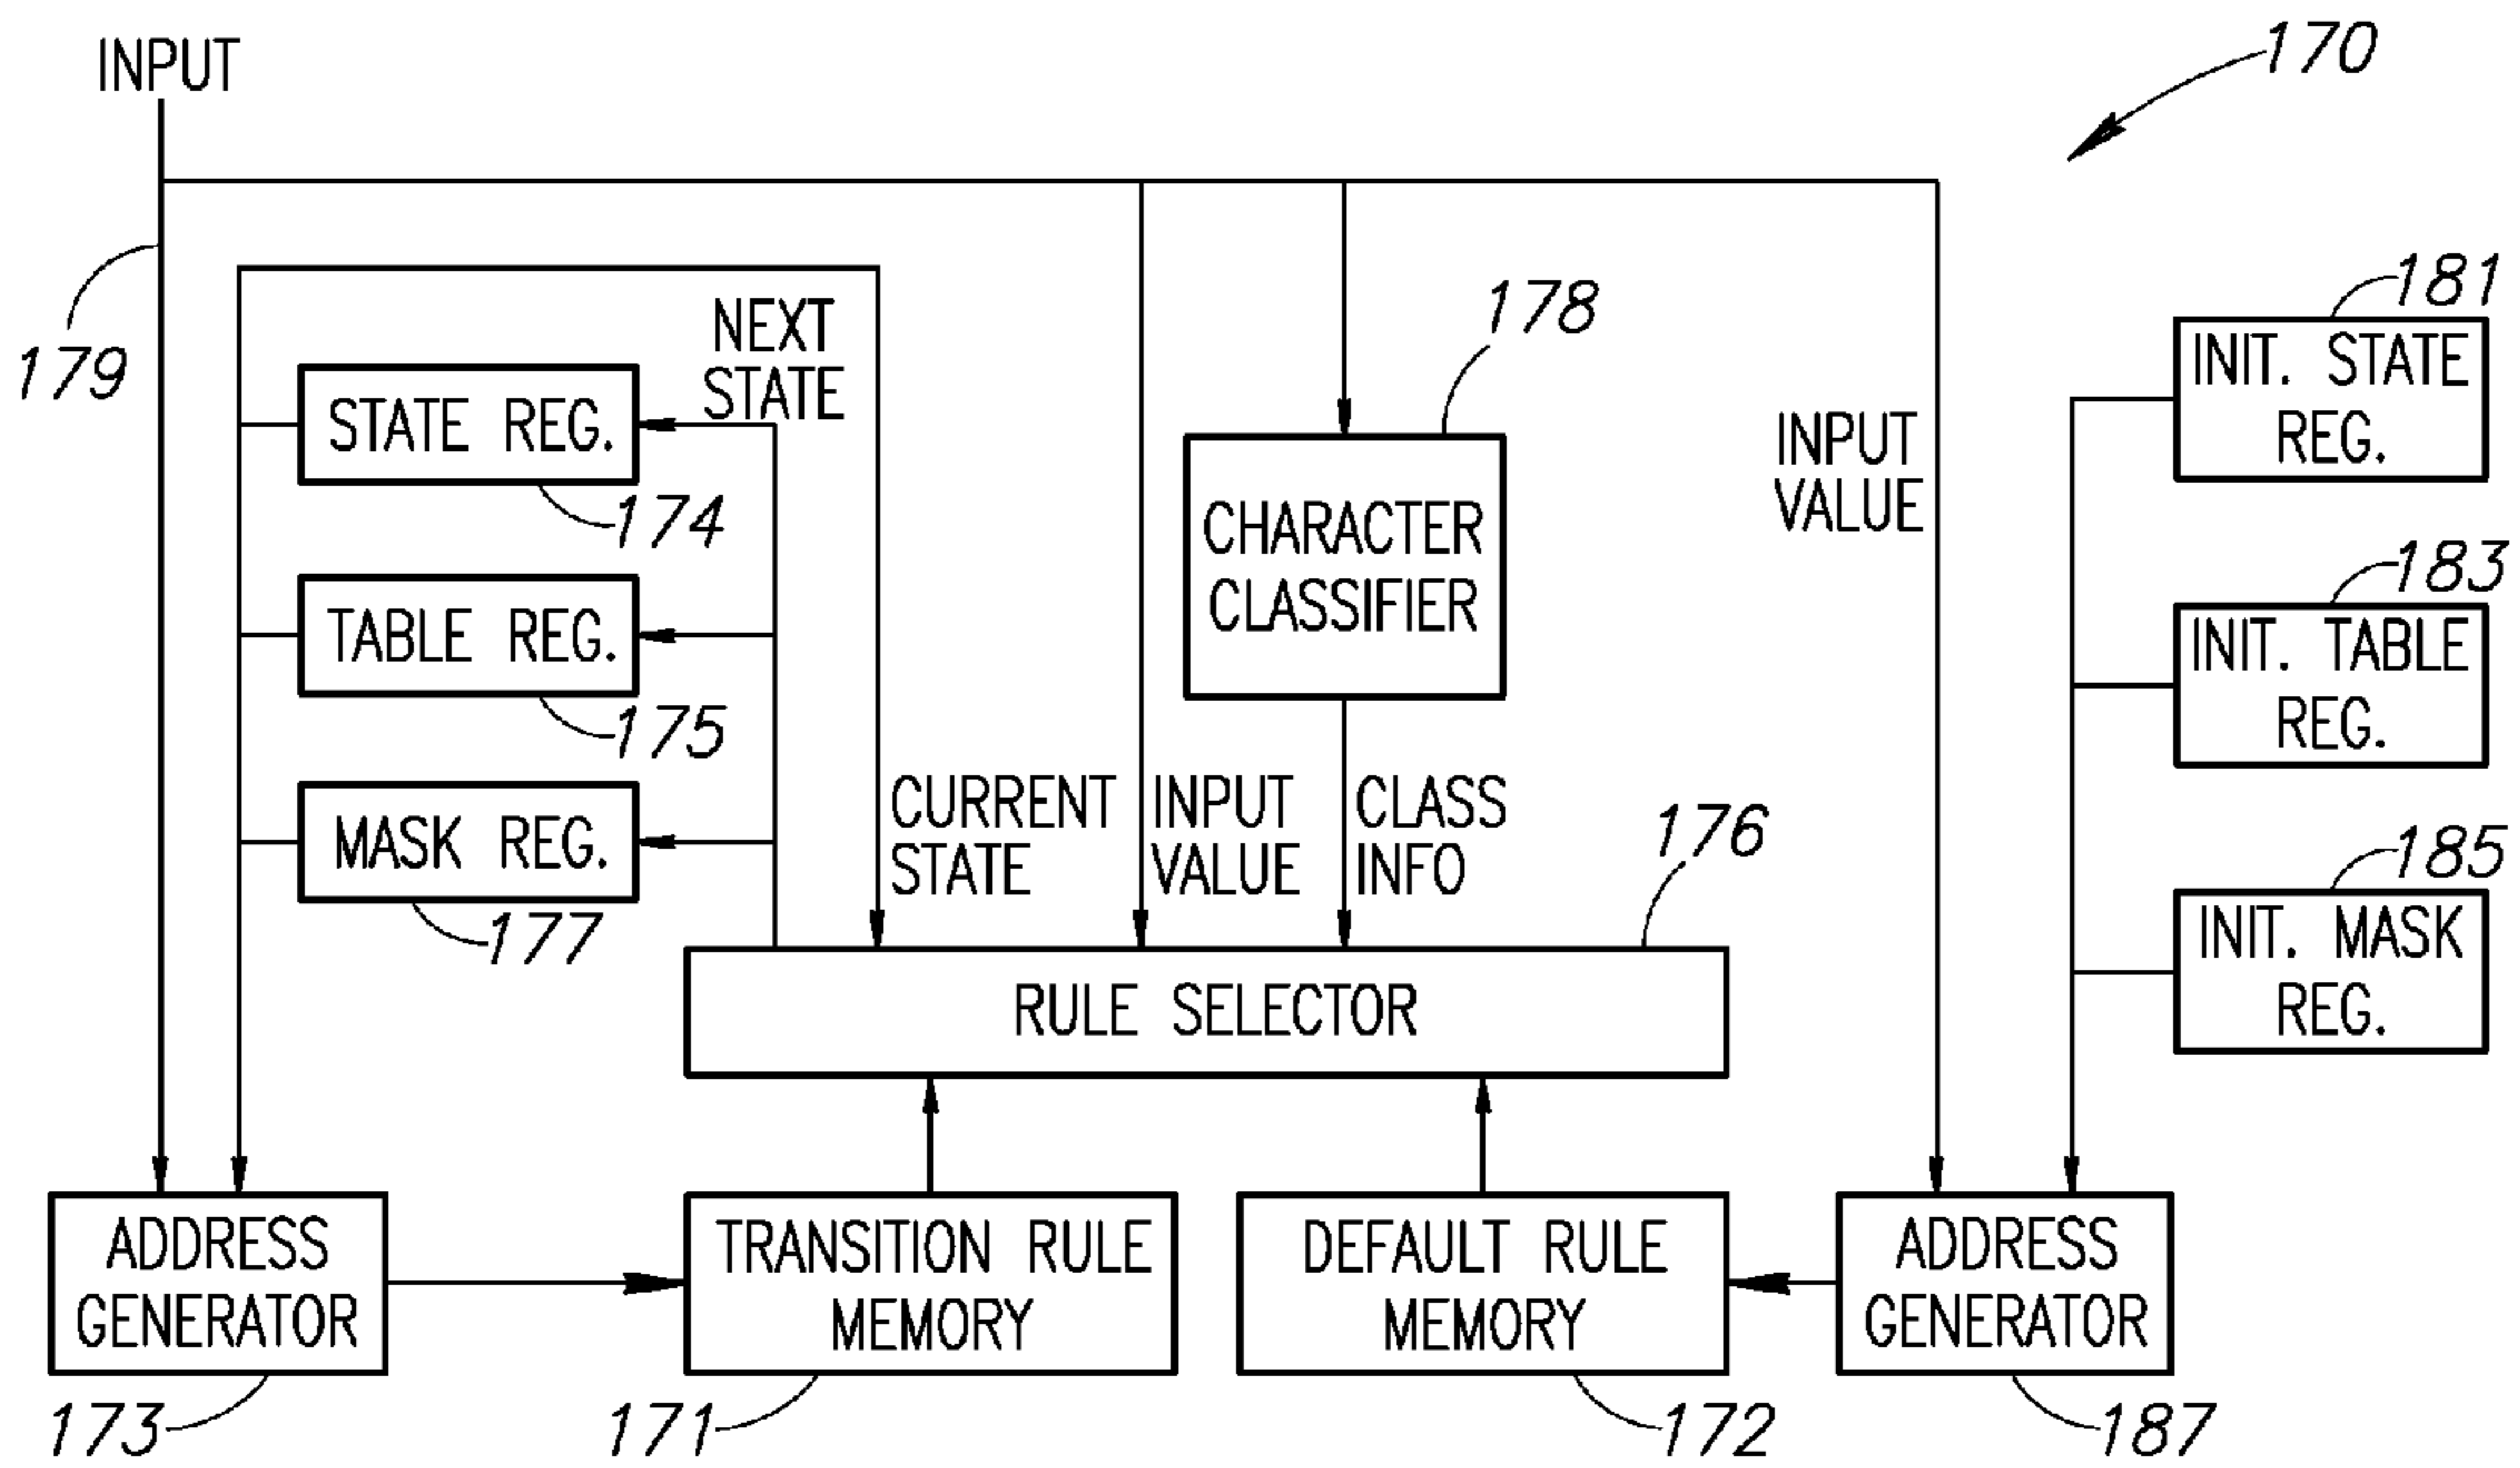 INPUT
170
179
NEXT
STATE
STATE REG.
174
TABLE REG.
175
MASK REG.
177
178
CHARACTER
CLASSIFIER
INPUT
VALUE
181
INIT. STATE
REG.
183
INIT. TABLE
REG.
185
INIT. MASK
REG.
CURRENT
STATE
INPUT
VALUE
CLASS
INFO
176
RULE SELECTOR
ADDRESS
GENERATOR
173
TRANSITION RULE
MEMORY
171
DEFAULT RULE
MEMORY
172
ADDRESS
GENERATOR
187